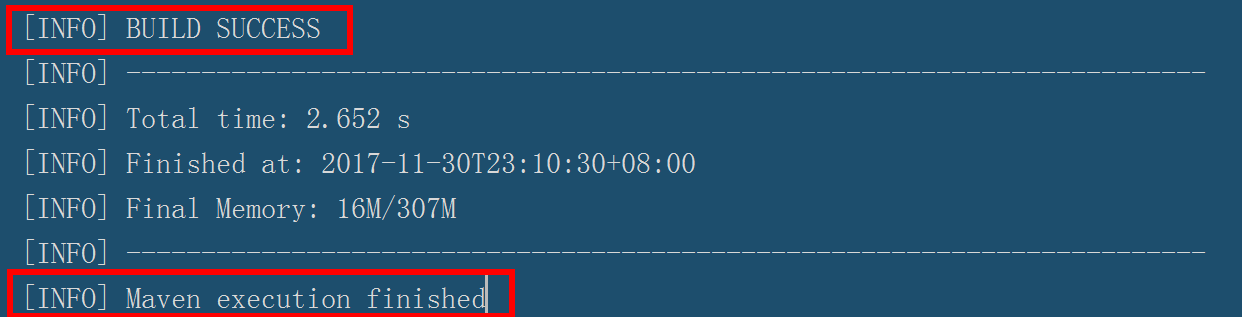 [INFO] BUILD SUCCESS
[INFO] ------------------------------------------------------------------------
[INFO] Total time: 2.652 s
[INFO] Finished at: 2017-11-30T23:10:30+08:00
[INFO] Final Memory: 16M/307M
[INFO] ------------------------------------------------------------------------
[INFO] Maven execution finished